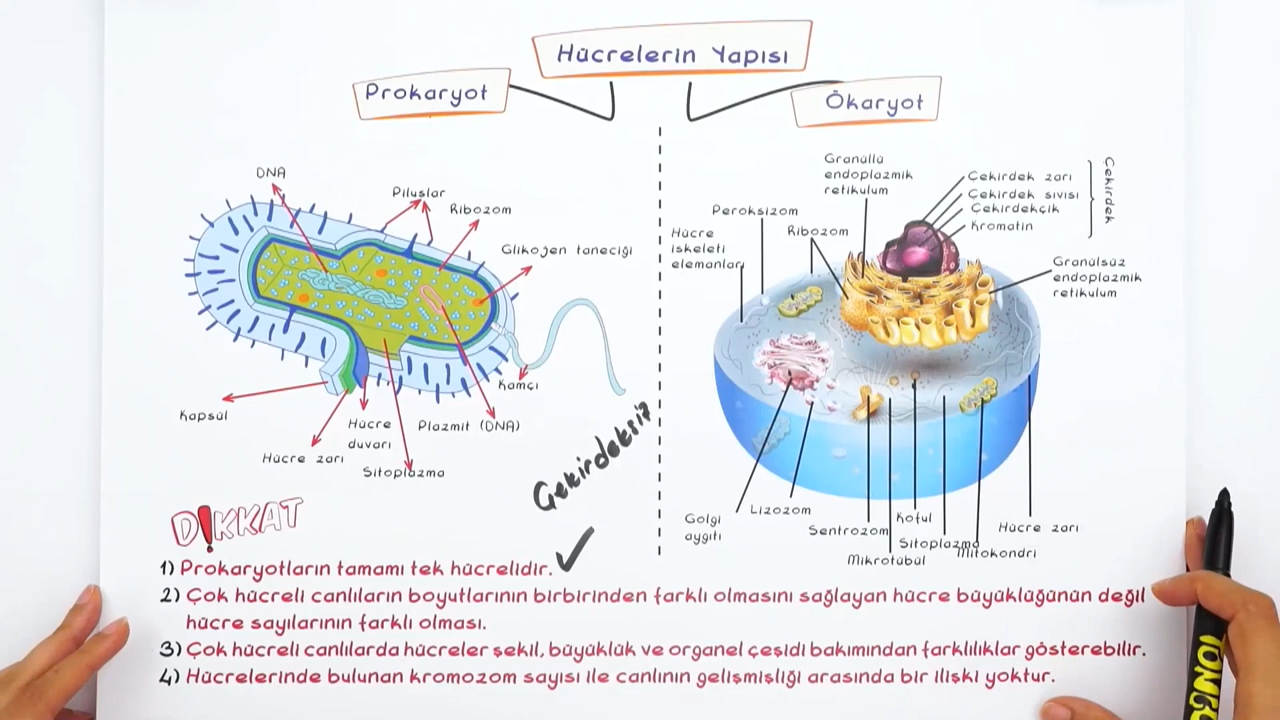 Hücrelerin Yapısı
Prokaryot
Ökaryot
DNA
Piluslar
Ribozom
Glikojen taneciği
Kamçı
Kapsül
Hücre zarı
Hücre
duvarı
Sitoplazma
Plazmit (DNA)
Çekirdeksiz
Granüllü
endoplazmik
retikulum
Peroksizom
Ribozom
Hücre
iskeleti
elemanları
Çekirdek zarı
Çekirdek sıvısı
Çekirdekçik
Kromatin
Çekirdek
Granülsüz
endoplazmik
retikulum
Golgi
aygıtı
Lizozom
Sentrozom
Mikrotübül
Koful
Sitoplazma
Mitokondri
Hücre zarı
DİKKAT
1) Prokaryotların tamamı tek hücrelidir.
2) Çok hücreli canlıların boyutlarının birbirinden farklı olmasını sağlayan hücre büyüklüğünün değil
hücre sayılarının farklı olması.
3) Çok hücreli canlılarda hücreler şekil, büyüklük ve organel çeşidi bakımından farklılıklar gösterebilir.
4) Hücrelerinde bulunan kromozom sayısı ile canlının gelişmişliği arasında bir ilişki yoktur.